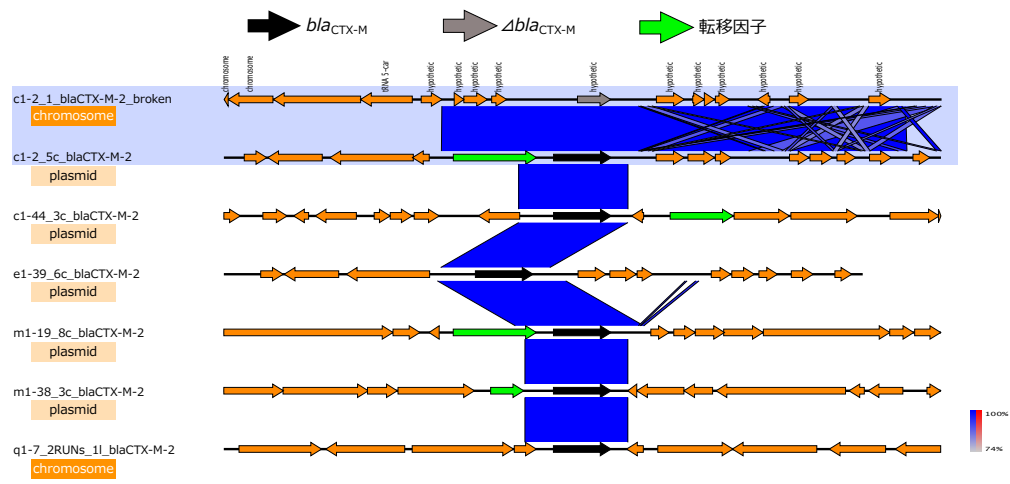 blaCTX-M
ΔblaCTX-M
転移因子
chromosome
chromosome
tRNA 5-car
hypothetic
hypothetic
hypothetic
hypothetic
hypothetic
hypothetic
hypothetic
hypothetic
hypothetic
hypothetic
hypothetic
c1-2_1_blaCTX-M-2_broken
chromosome
c1-2_5c_blaCTX-M-2
plasmid
c1-44_3c_blaCTX-M-2
plasmid
e1-39_6c_blaCTX-M-2
plasmid
m1-19_8c_blaCTX-M-2
plasmid
m1-38_3c_blaCTX-M-2
plasmid
q1-7_2RUNs_1l_blaCTX-M-2
chromosome
100%
74%